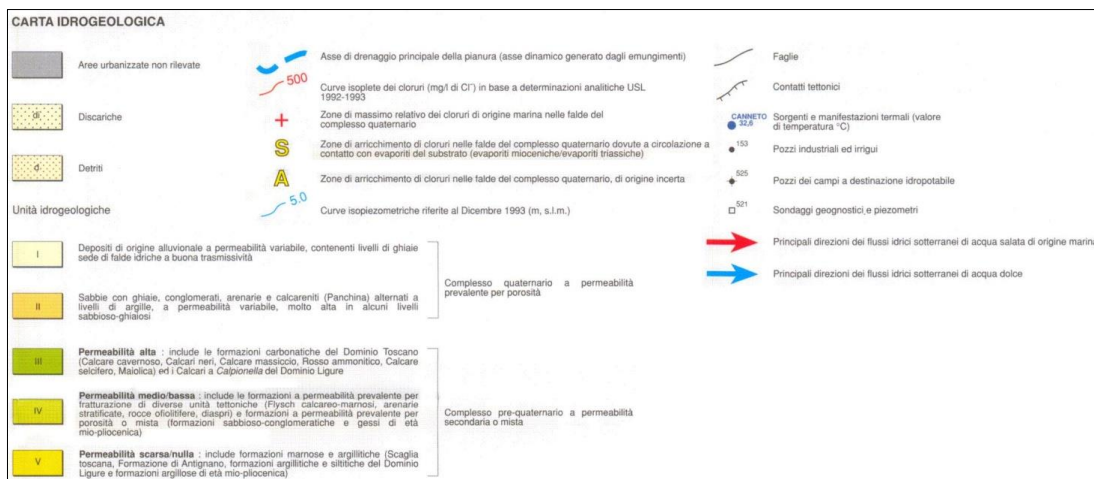 CARTA IDROGEOLOGICA
Aree urbanizzate non rilevate
di
Discariche
d
Detriti
Unità idrogeologiche
I
Depositi di origine alluvionale a permeabilità variabile, contenenti livelli di ghiaie
sede di falde idriche a buona trasmissività
II
Sabbie con ghiaie, conglomerati, arenarie e calcareniti (Panchina) alternati a
livelli di argille, a permeabilità variabile, molto alta in alcuni livelli
sabbioso-ghiaiosi
Complesso quaternario a permeabilità
prevalente per porosità
III
Permeabilità alta : include le formazioni carbonatiche del Dominio Toscano
(Calcare cavernoso, Calcari neri, Calcare massiccio, Rosso ammonitico, Calcare
selcifero, Maiolica) ed i Calcari a Calpionella del Dominio Ligure
IV
Permeabilità medio/bassa : include le formazioni a permeabilità prevalente per
fratturazione di diverse unità tettoniche (Flysch calcareo-marnosi, arenarie
stratificate, rocce ofiolitifere, diaspri) e formazioni a permeabilità prevalente per
porosità o mista (formazioni sabbioso-conglomeratiche e gessi di età
mio-pliocenica)
V
Permeabilità scarsa/nulla : include formazioni marnose e argillitiche (Scaglia
toscana, Formazione di Antignano, formazioni argillitiche e siltitiche del Dominio
Ligure e formazioni argillose di età mio-pliocenica)
Complesso pre-quaternario a permeabilità
secondaria o mista
Asse di drenaggio principale della pianura (asse dinamico generato dagli emungimenti)
500
Curve isoplete dei cloruri (mg/l di Cl⁻) in base a determinazioni analitiche USL
1992-1993
+
Zone di massimo relativo dei cloruri di origine marina nelle falde del
complesso quaternario
S
Zone di arricchimento di cloruri nelle falde del complesso quaternario dovute a circolazione a
contatto con evaporiti del substrato (evaporiti mioceniche/evaporiti triassiche)
A
Zone di arricchimento di cloruri nelle falde del complesso quaternario, di origine incerta
5.0
Curve isopiezometriche riferite al Dicembre 1993 (m, s.l.m.)
Faglie
Contatti tettonici
CANNETO
32,6
Sorgenti e manifestazioni termali (valore
di temperatura °C)
153
Pozzi industriali ed irrigui
525
Pozzi dei campi a destinazione idropotabile
521
Sondaggi geognostici e piezometri
Principali direzioni dei flussi idrici sotterranei di acqua salata di origine marina
Principali direzioni dei flussi idrici sotterranei di acqua dolce